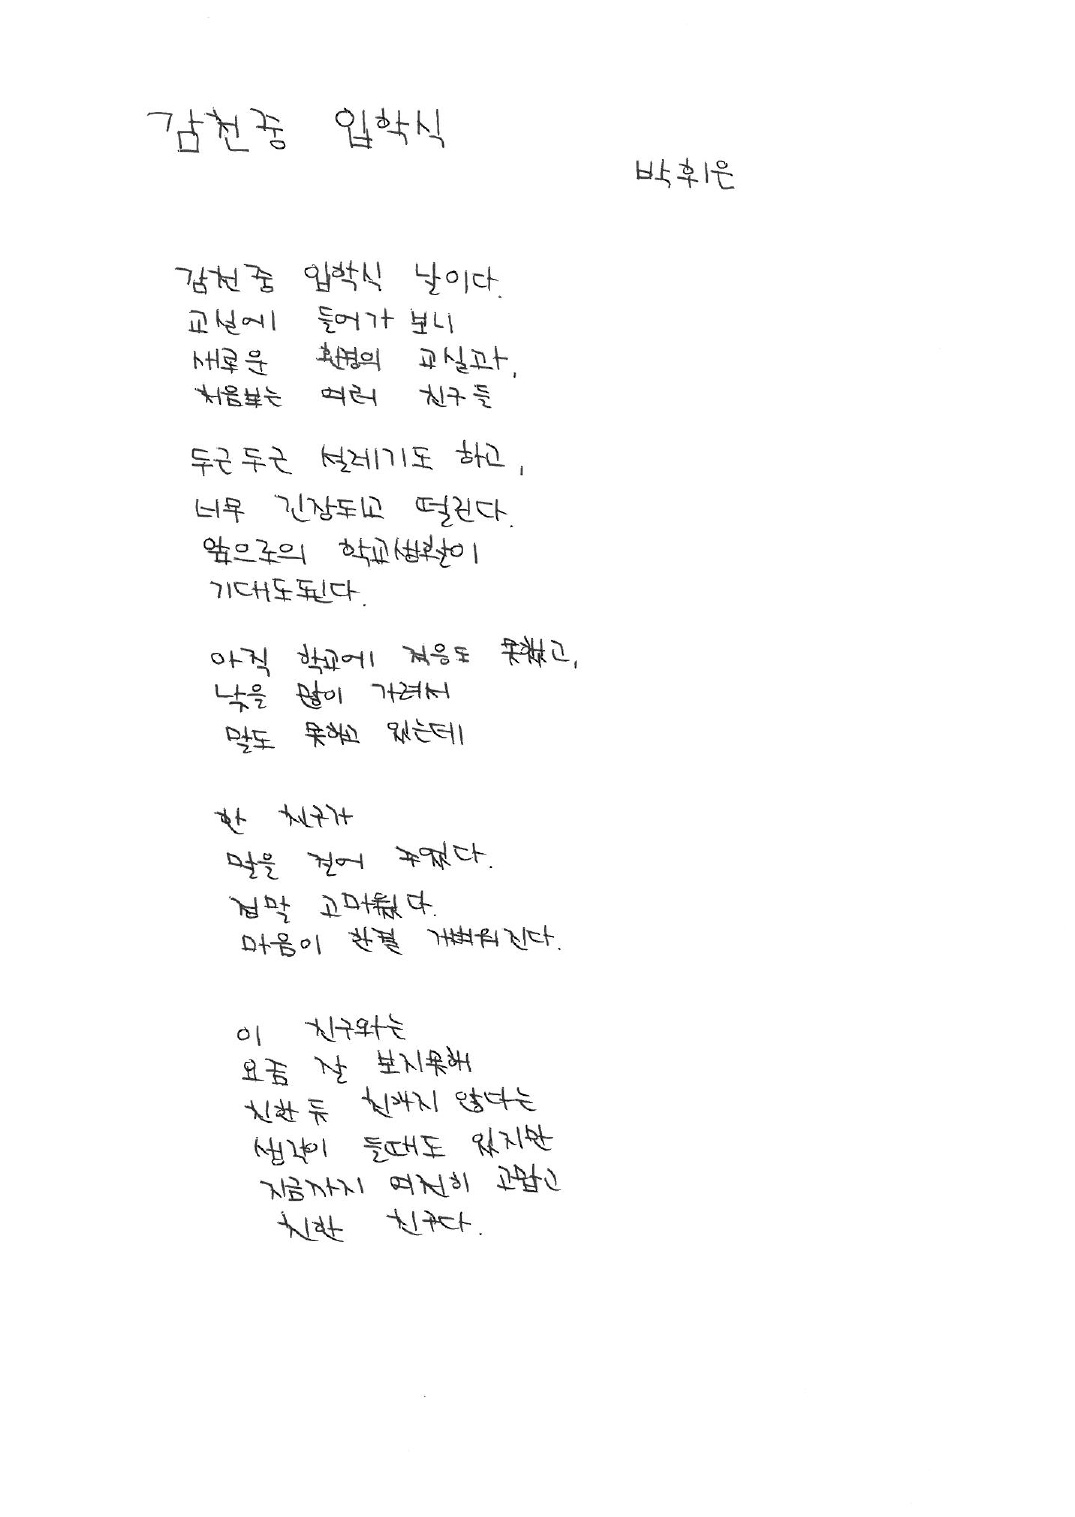 감천중 입학식
박휘은
감천중 입학식 날이다.
교실에 들어가 보니
새로운 환경의 교실과,
처음보는 여러 친구들
두근두근 설레기도 하고,
너무 긴장되고 떨린다.
앞으로의 학교생활이
기대도된다.
아직 학교에 적응도 못했고,
낯을 많이 가려서
말도 못하고 있는데
한 친구가
말을 걸어 주었다.
정말 고마웠다.
마음이 한결 가벼워진다.
이 친구와는
요즘 잘 보지못해
친한 듯 친하지 않다는
생각이 들때도 있지만
지금까지 여전히 고맙고
친한 친구다.